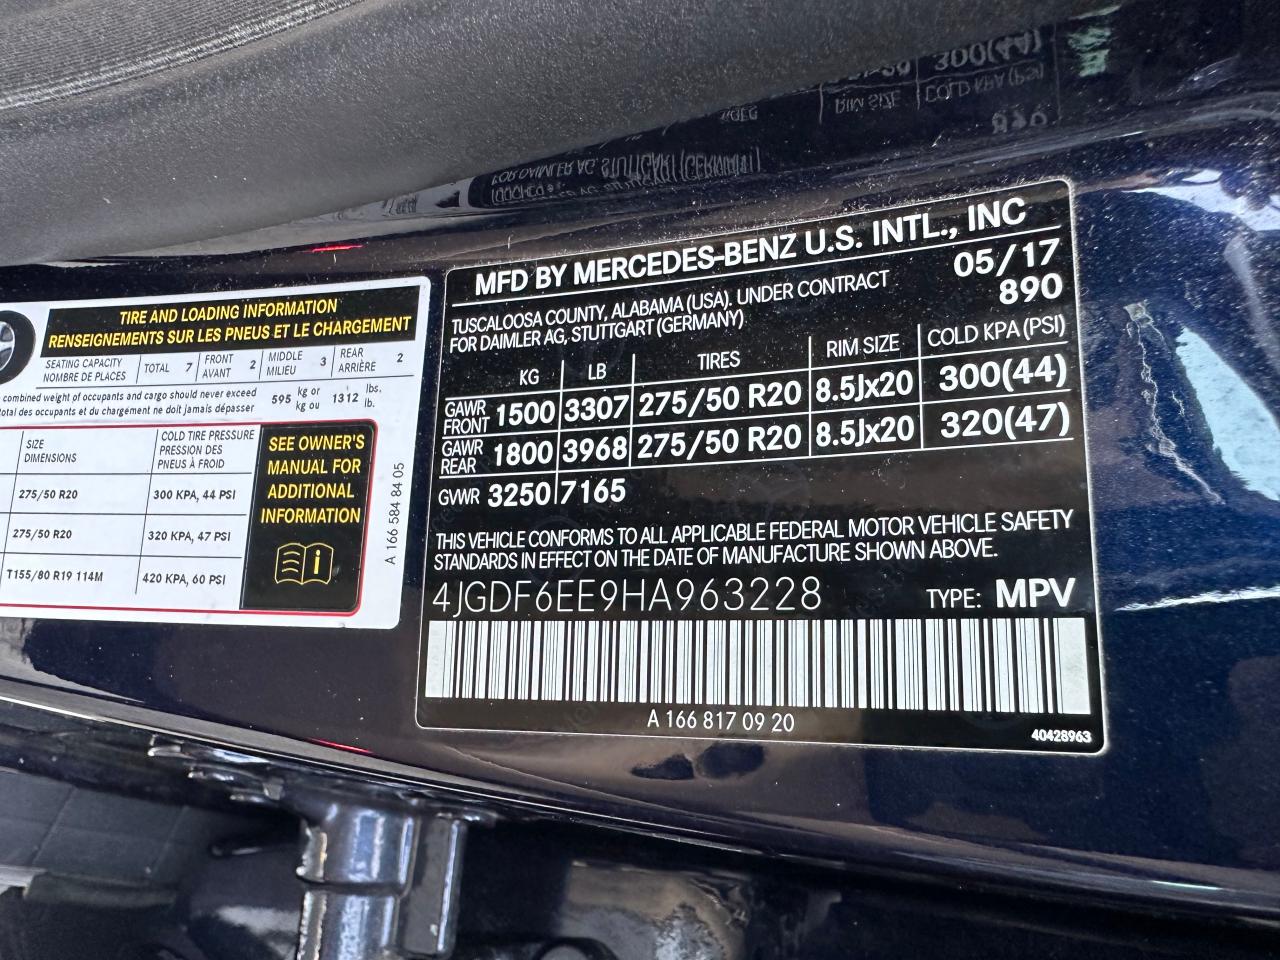 TIRE AND LOADING INFORMATION
RENSEIGNEMENTS SUR LES PNEUS ET LE CHARGEMENT
SEATING CAPACITY
NOMBRE DE PLACES
TOTAL 7
FRONT
AVANT 2
MIDDLE
MILIEU 3
REAR
ARRIÈRE 2
combined weight of occupants and cargo should never exceed
total des occupants et du chargement ne doit jamais dépasser
595 kg or
kg ou
1312 lbs.
lb.
SIZE
DIMENSIONS
COLD TIRE PRESSURE
PRESSION DES
PNEUS À FROID
275/50 R20
300 KPA, 44 PSI
275/50 R20
320 KPA, 47 PSI
T155/80 R19 114M
420 KPA, 60 PSI
SEE OWNER'S
MANUAL FOR
ADDITIONAL
INFORMATION
A 166 584 84 05
MFD BY MERCEDES-BENZ U.S. INTL., INC
TUSCALOOSA COUNTY, ALABAMA (USA). UNDER CONTRACT
FOR DAIMLER AG, STUTTGART (GERMANY)
05/17
890
KG LB TIRES RIM SIZE COLD KPA (PSI)
GAWR
FRONT 1500 3307 275/50 R20 8.5Jx20 300(44)
GAWR
REAR 1800 3968 275/50 R20 8.5Jx20 320(47)
GVWR 3250 7165
THIS VEHICLE CONFORMS TO ALL APPLICABLE FEDERAL MOTOR VEHICLE SAFETY
STANDARDS IN EFFECT ON THE DATE OF MANUFACTURE SHOWN ABOVE.
4JGDF6EE9HA963228 TYPE: MPV
A 166 817 09 20
40428963